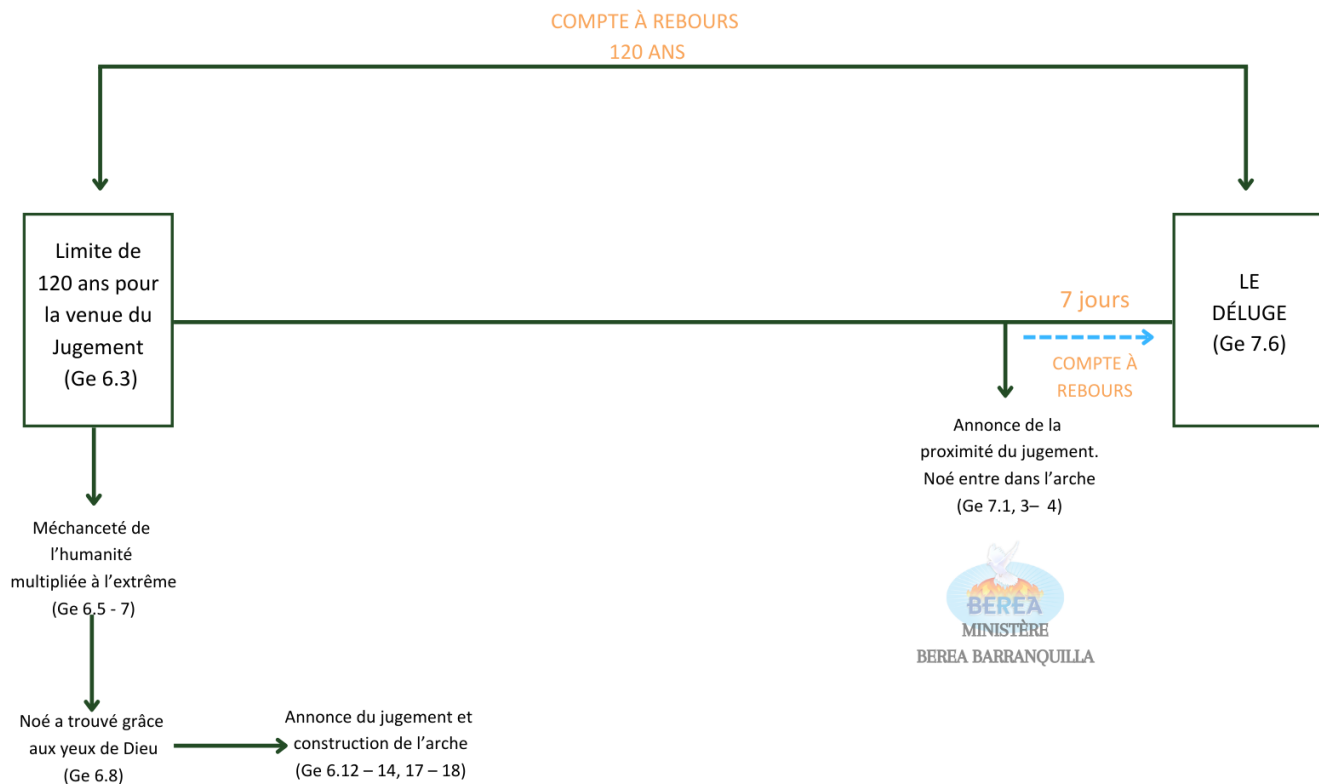 COMPTE À REBOURS
120 ANS
Limite de
120 ans pour
la venue du
Jugement
(Ge 6.3)
7 jours
COMPTE À
REBOURS
LE
DÉLUGE
(Ge 7.6)
Annonce de la
proximité du jugement.
Noé entre dans l’arche
(Ge 7.1, 3– 4)
Méchanceté de
l’humanité
multipliée à l’extrême
(Ge 6.5 - 7)
BEREA
MINISTÈRE
BEREA BARRANQUILLA
Noé a trouvé grâce
aux yeux de Dieu
(Ge 6.8)
Annonce du jugement et
construction de l’arche
(Ge 6.12 – 14, 17 – 18)